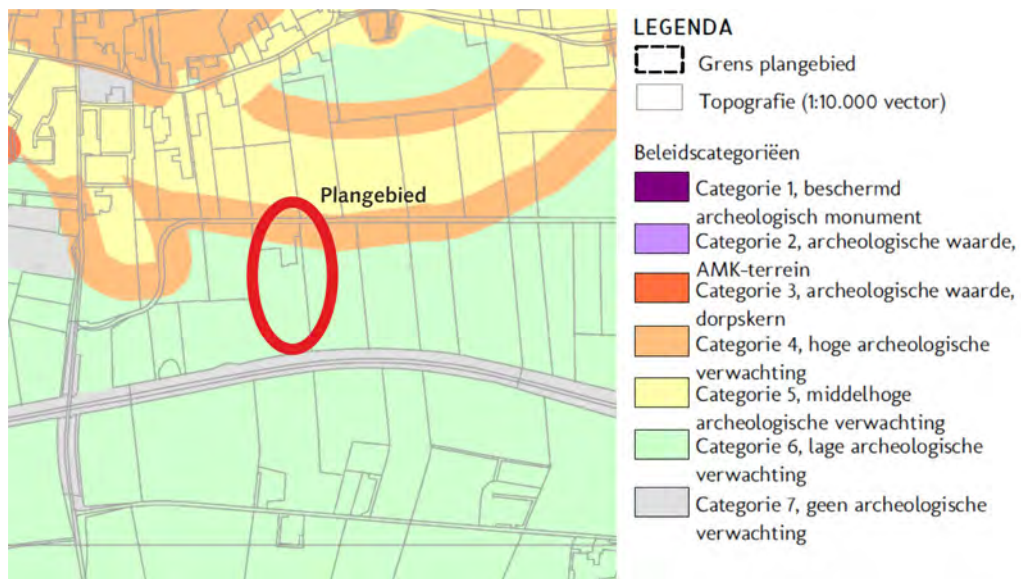 Plangebied
LEGENDA
Grens plangebied
Topografie (1:10.000 vector)
Beleidscategorieën
Categorie 1, beschermd
archeologisch monument
Categorie 2, archeologische waarde,
AMK-terrein
Categorie 3, archeologische waarde,
dorpskern
Categorie 4, hoge archeologische
verwachting
Categorie 5, middelhoge
archeologische verwachting
Categorie 6, lage archeologische
verwachting
Categorie 7, geen archeologische
verwachting